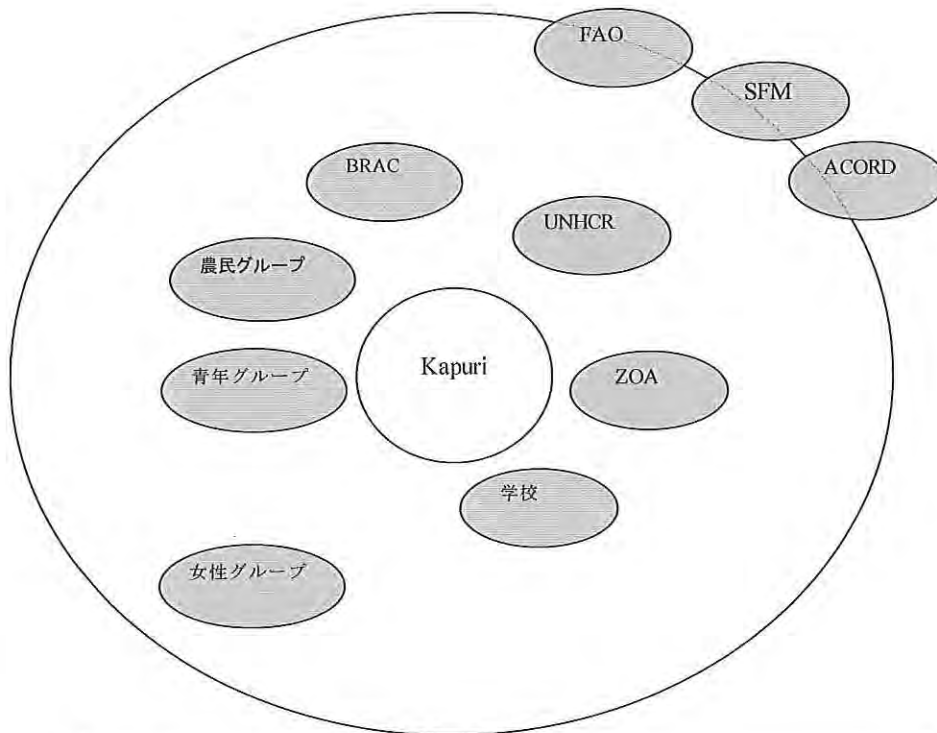 FAO
SFM
ACORD
BRAC
UNHCR
農民グループ
Kapuri
青年グループ
ZOA
学校
女性グループ